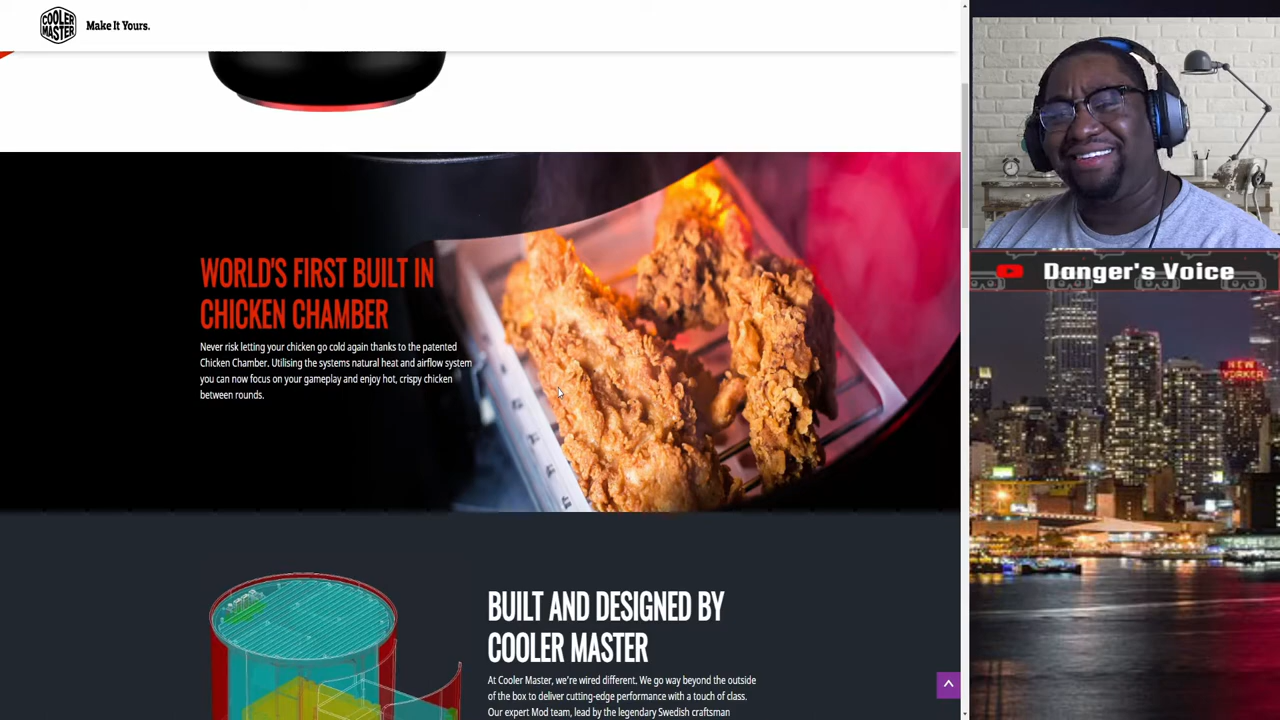 COOLER
MASTER
Make It Yours.
WORLD'S FIRST BUILT IN
CHICKEN CHAMBER
Never risk letting your chicken go cold again thanks to the patented
Chicken Chamber. Utilising the systems natural heat and airflow system
you can now focus on your gameplay and enjoy hot, crispy chicken
between rounds.
BUILT AND DESIGNED BY
COOLER MASTER
At Cooler Master, we're wired different. We go way beyond the outside
of the box to deliver cutting-edge performance with a touch of class.
Our expert Mod team, lead by the legendary Swedish craftsman
Danger's Voice
NEW
YORKER